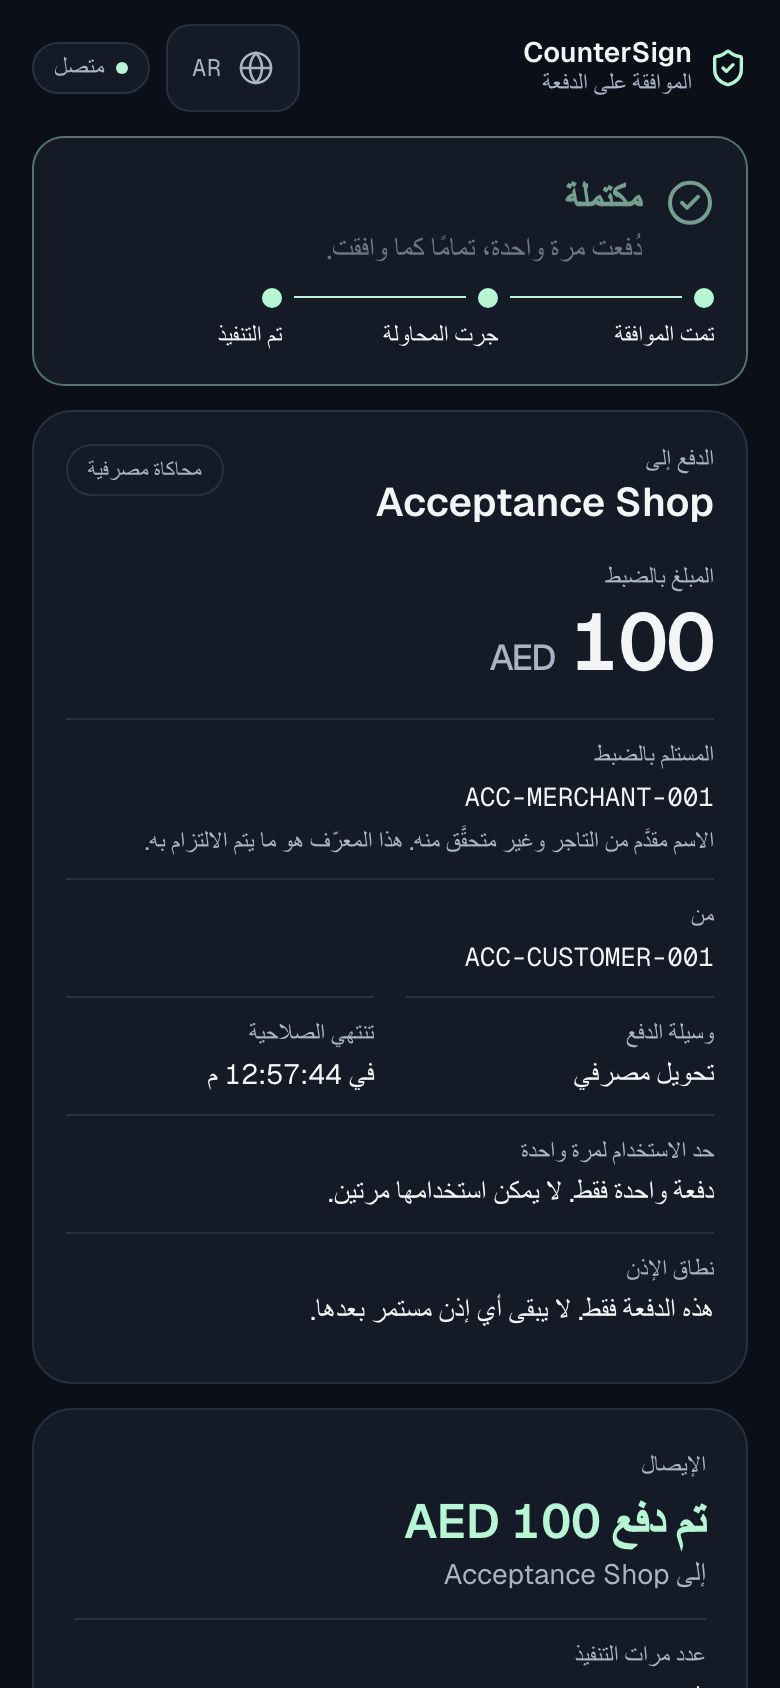 CounterSign
الموافقة على الدفعة
AR
متصل
مكتملة
دُفعت مرة واحدة، تمامًا كما وافقت.
تمت الموافقة
جرت المحاولة
تم التنفيذ
الدفع إلى
محاكاة مصرفية
Acceptance Shop
المبلغ بالضبط
100 AED
المستلم بالضبط
ACC-MERCHANT-001
الاسم مقدَّم من التاجر وغير متحقَّق منه. هذا المعرّف هو ما يتم الالتزام به.
من
ACC-CUSTOMER-001
وسيلة الدفع
تحويل مصرفي
تنتهي الصلاحية
في 12:57:44 م
حد الاستخدام لمرة واحدة
دفعة واحدة فقط. لا يمكن استخدامها مرتين.
نطاق الإذن
هذه الدفعة فقط. لا يبقى أي إذن مستمر بعدها.
الإيصال
تم دفع 100 AED
إلى Acceptance Shop
عدد مرات التنفيذ